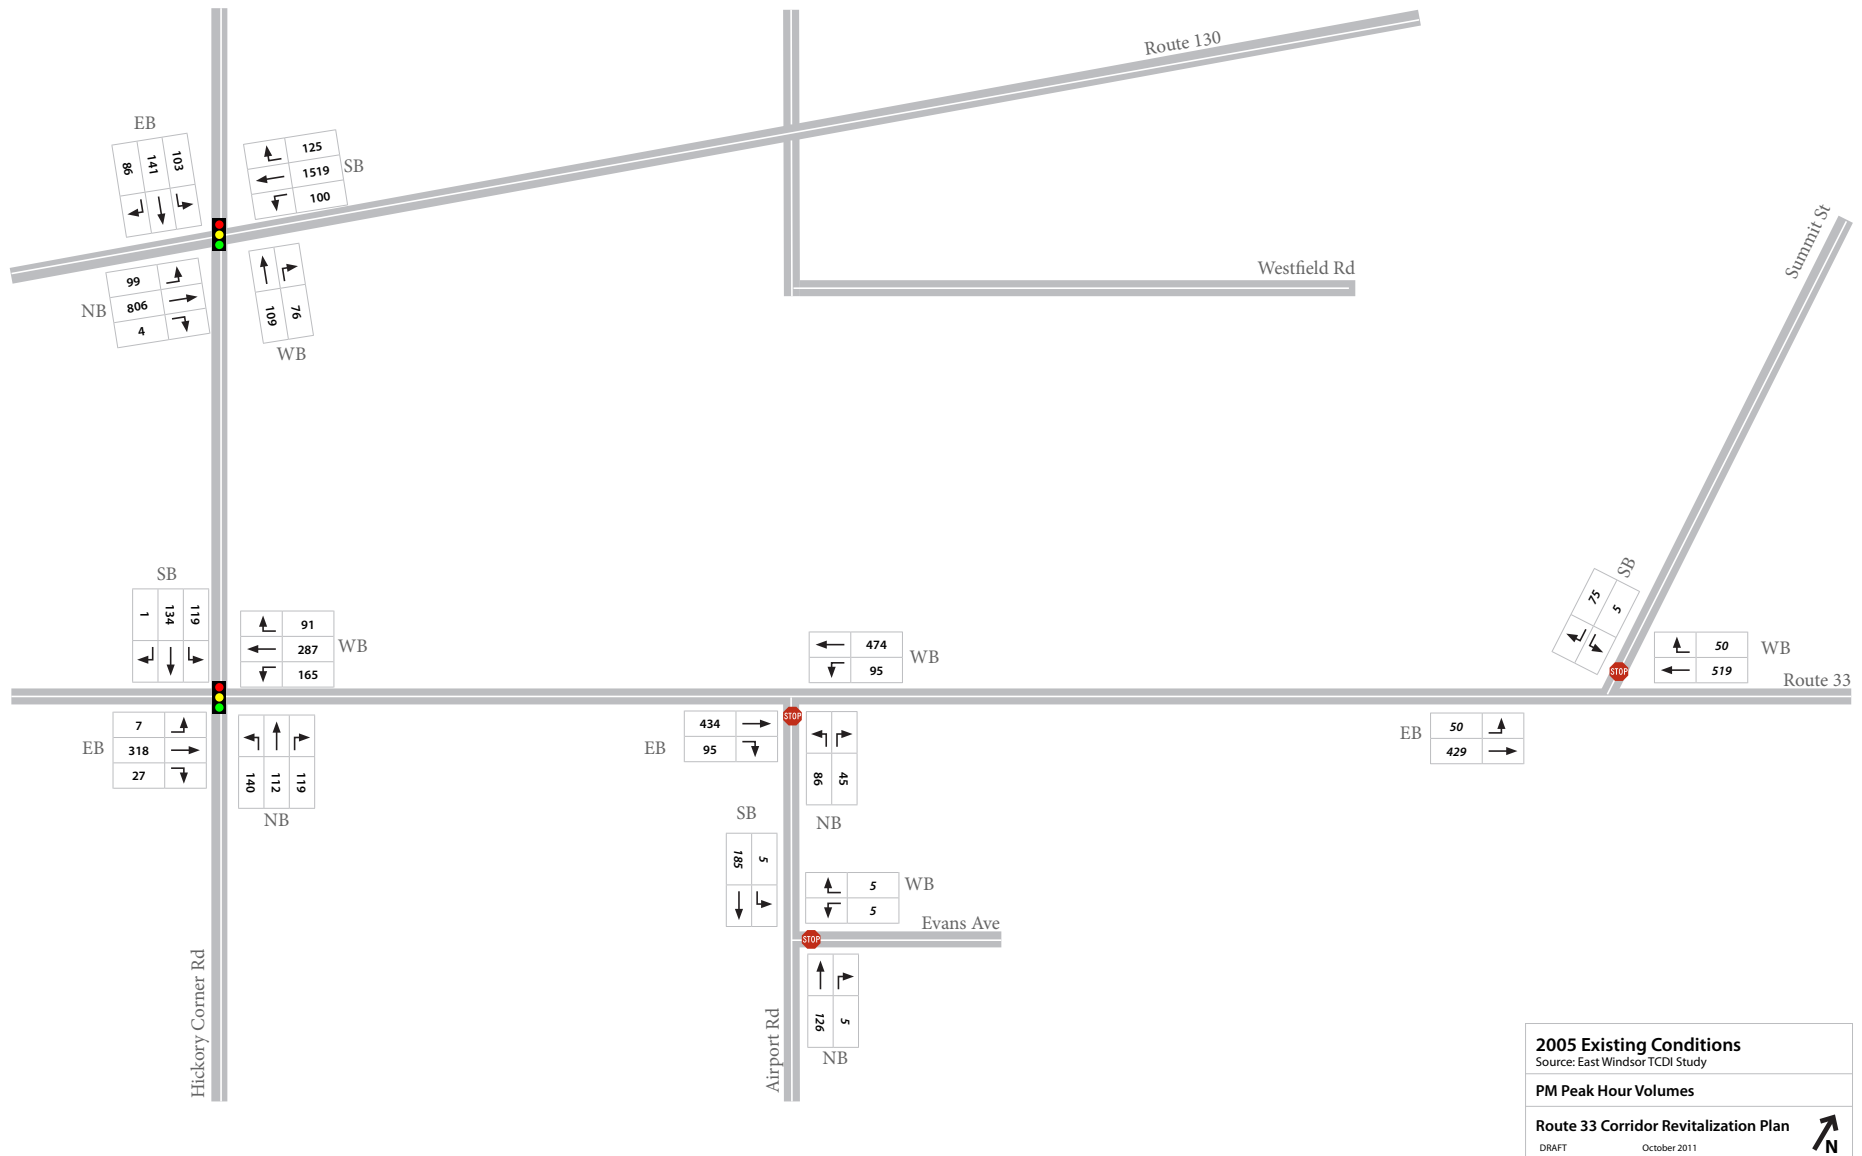 Route 130
EB
86
141
103
125
1519
100
SB
99
806
4
NB
109
76
WB
Westfield Rd
Summit St
SB
1
134
119
91
287
165
WB
7
318
27
EB
140
112
119
NB
474
95
WB
434
95
EB
86
45
NB
SB
75
5
STOP
50
519
WB
Route 33
STOP
EB
50
429
SB
185
5
5
5
WB
Evans Ave
STOP
126
5
NB
Hickory Corner Rd
Airport Rd
2005 Existing Conditions
Source: East Windsor TCDI Study
PM Peak Hour Volumes
Route 33 Corridor Revitalization Plan
DRAFT October 2011
N